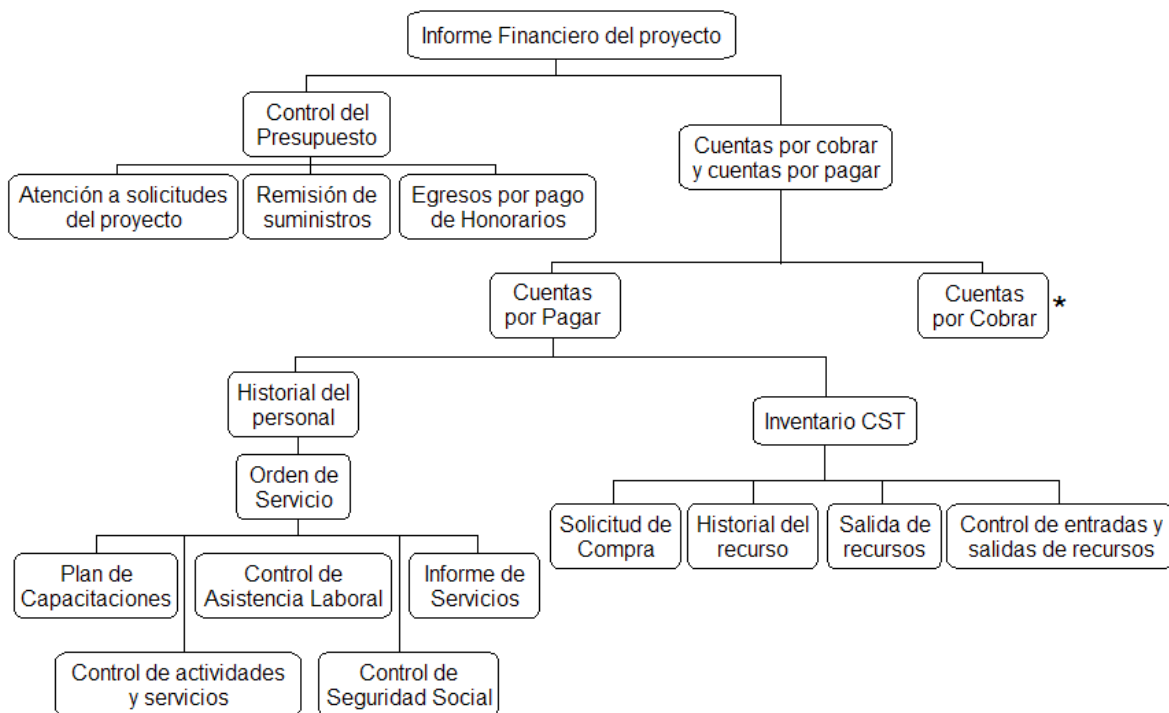 Informe Financiero del proyecto
Control del
Presupuesto
Cuentas por cobrar
y cuentas por pagar
Atención a solicitudes
del proyecto
Remisión de
suministros
Egresos por pago
de Honorarios
Cuentas
por Pagar
Cuentas
por Cobrar
*
Historial del
personal
Inventario CST
Orden de
Servicio
Solicitud de
Compra
Historial del
recurso
Salida de
recursos
Control de entradas y
salidas de recursos
Plan de
Capacitaciones
Control de
Asistencia Laboral
Informe de
Servicios
Control de actividades
y servicios
Control de
Seguridad Social